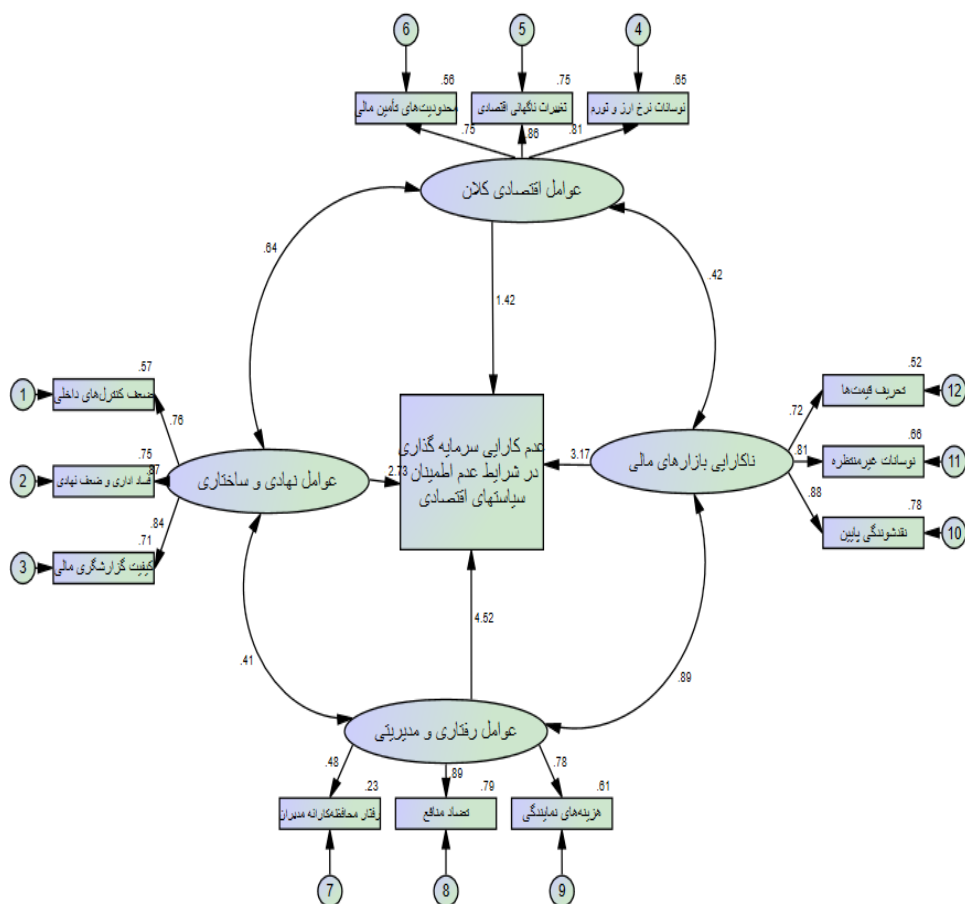 6
5
4
.56
.75
.65
محدودیت‌های تأمین مالی
تغییرات ناگهانی اقتصادی
نوسانات نرخ ارز و تورم
.75
.86
.81
عوامل اقتصادی کلان
.64
.42
1.42
.57
1
ضعف کنترل‌های داخلی
.76
.75
2
فساد اداری و ضعف نهادی
.87
.84
.71
3
کیفیت گزارشگری مالی
عوامل نهادی و ساختاری
2.73
عدم کارایی سرمایه گذاری
در شرایط عدم اطمینان
سیاستهای اقتصادی
3.17
ناکارایی بازارهای مالی
.52
تحریف قیمت‌ها
12
.72
.66
.81
نوسانات غیرمنتظره
11
.88
.78
نقدشوندگی پایین
10
.41
4.52
.89
عوامل رفتاری و مدیریتی
.48
.89
.78
.23
.79
.61
رفتار محافظه‌کارانه مدیران
تضاد منافع
هزینه‌های نمایندگی
7
8
9